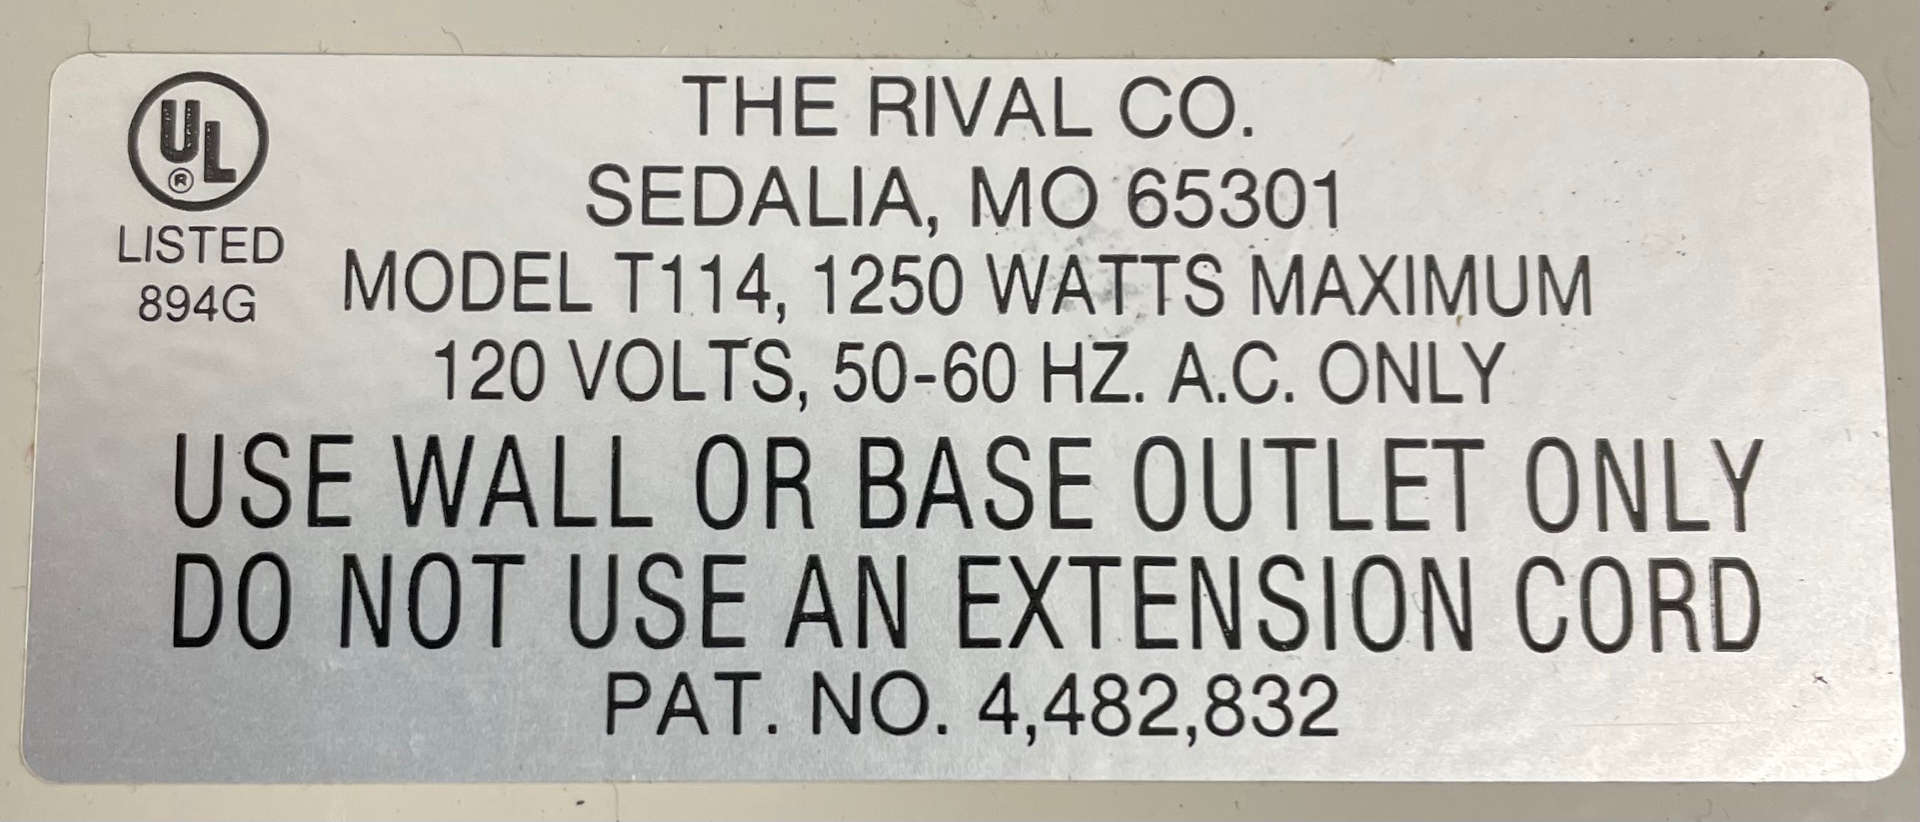 UL
®
LISTED
894G
THE RIVAL CO.
SEDALIA, MO 65301
MODEL T114, 1250 WATTS MAXIMUM
120 VOLTS, 50-60 HZ. A.C. ONLY
USE WALL OR BASE OUTLET ONLY
DO NOT USE AN EXTENSION CORD
PAT. NO. 4,482,832